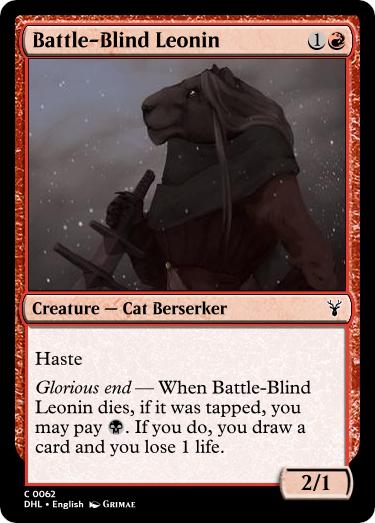 Battle-Blind Leonin 1
Creature — Cat Berserker
Haste
Glorious end — When Battle-Blind
Leonin dies, if it was tapped, you
may pay . If you do, you draw a
card and you lose 1 life.
2/1
C 0062
DHL • English Grimae